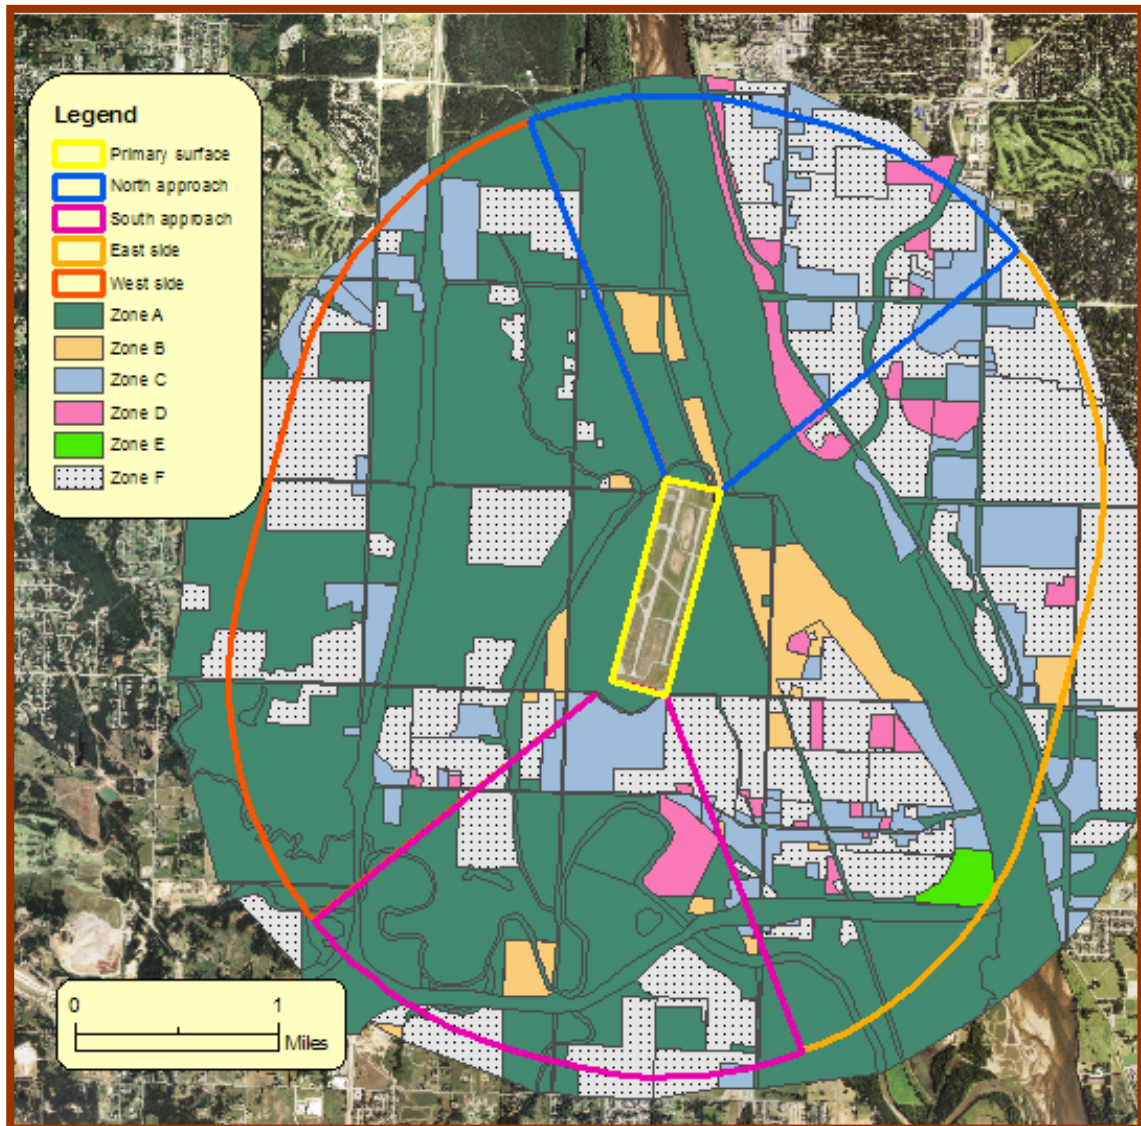 Legend
Primary surface
North approach
South approach
East side
West side
Zone A
Zone B
Zone C
Zone D
Zone E
Zone F
0 1
Miles